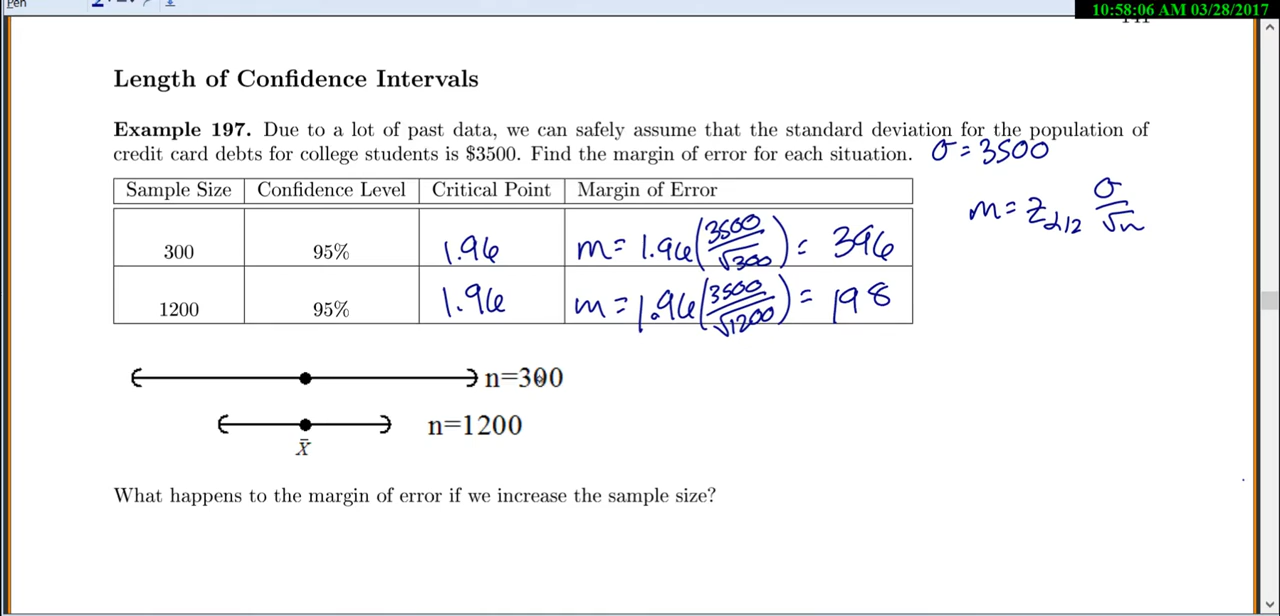 Pen
10:58:06 AM 03/28/2017
Length of Confidence Intervals
Example 197. Due to a lot of past data, we can safely assume that the standard deviation for the population of
credit card debts for college students is $3500. Find the margin of error for each situation. σ = 3500
Sample Size Confidence Level Critical Point Margin of Error
m = z_{α/2} σ/√n
300 95% 1.96 m = 1.96(3500/√300) = 396
1200 95% 1.96 m = 1.96(3500/√1200) = 198
n=300
n=1200
X̄
What happens to the margin of error if we increase the sample size?